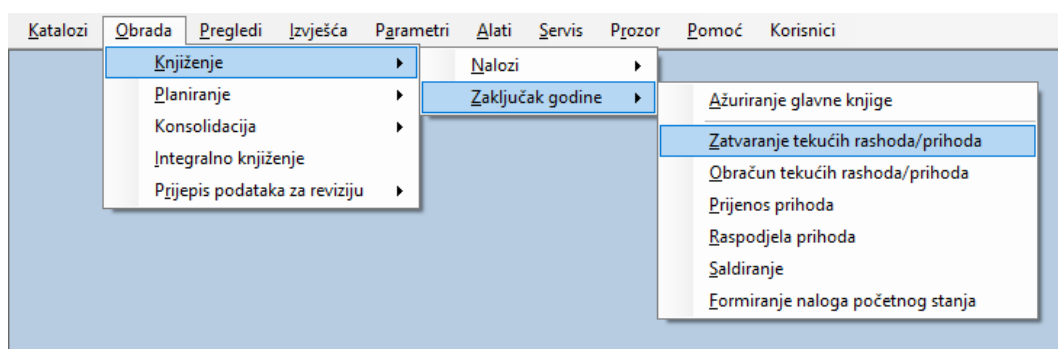 Katalozi Obrada Pregledi Izvješća Parametri Alati Servis Prozor Pomoć Korisnici
Knjiženje
Planiranje
Konsolidacija
Integralno knjiženje
Prijepis podataka za reviziju
Nalozi
Zaključak godine
Ažuriranje glavne knjige
Zatvaranje tekućih rashoda/prihoda
Obračun tekućih rashoda/prihoda
Prijenos prihoda
Raspodjela prihoda
Saldiranje
Formiranje naloga početnog stanja